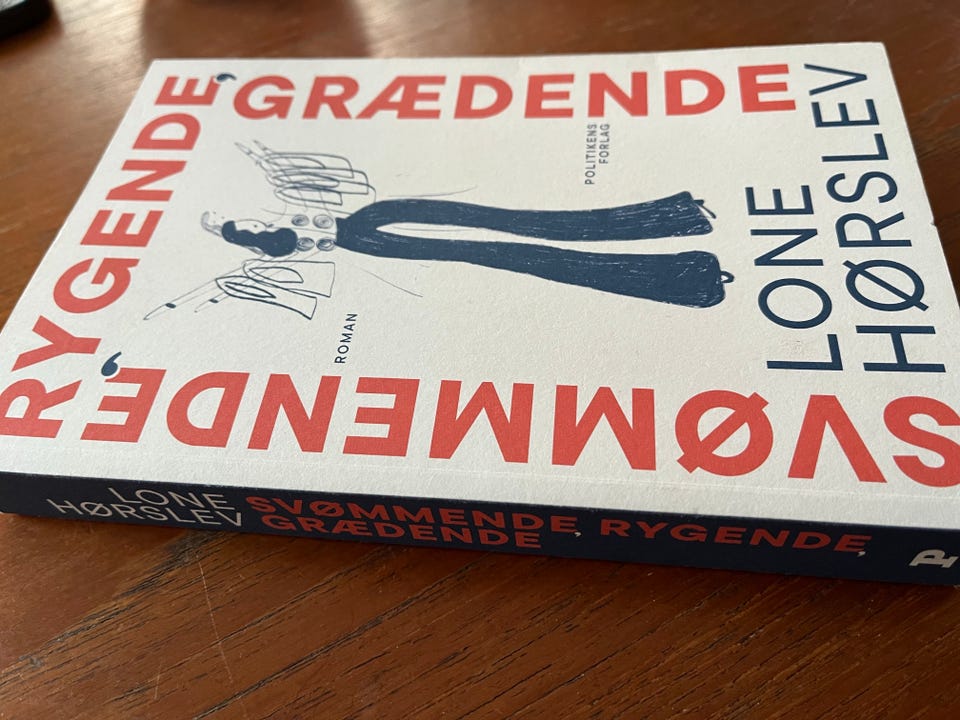 SVØMMENDE,
RYGENDE,
GRÆDENDE
LONE
HØRSLEV
ROMAN
POLITIKENS
FORLAG
LONE
HØRSLEV
SVØMMENDE, RYGENDE,
GRÆDENDE
P